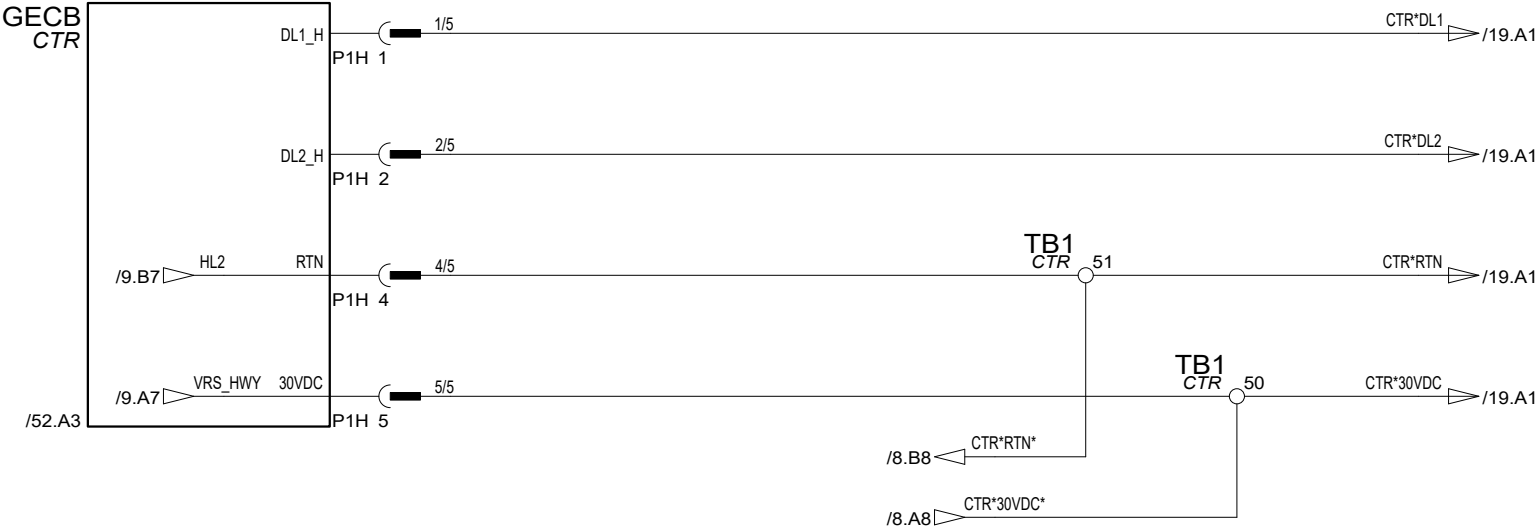 GECB
CTR
DL1_H
P1H 1
1/5
CTR*DL1
/19.A1
DL2_H
P1H 2
2/5
CTR*DL2
/19.A1
/9.B7
HL2
RTN
P1H 4
4/5
TB1
CTR
51
CTR*RTN
/19.A1
/9.A7
VRS_HWY
30VDC
P1H 5
5/5
TB1
CTR
50
CTR*30VDC
/19.A1
/52.A3
/8.B8
CTR*RTN*
/8.A8
CTR*30VDC*